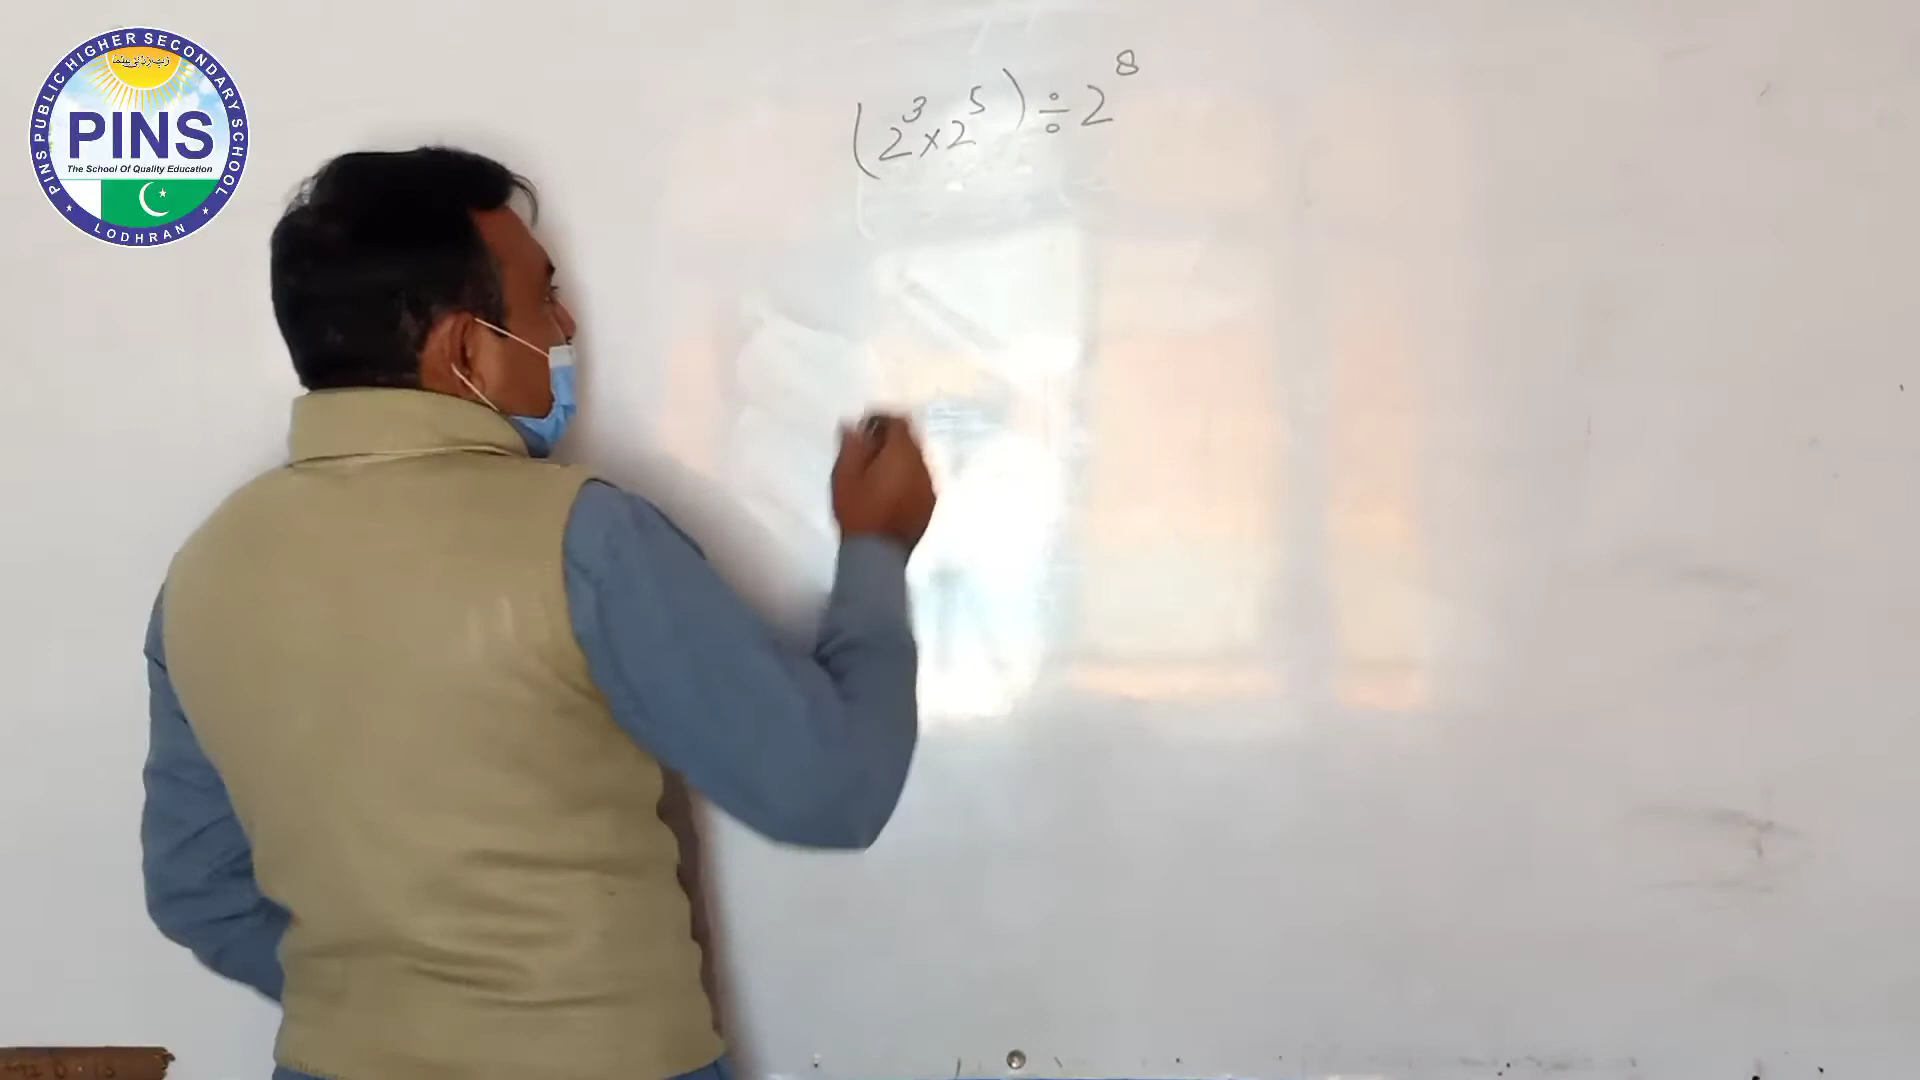 PINS PUBLIC HIGHER SECONDARY SCHOOL
PINS
The School Of Quality Education
LODHRAN
(2³×2⁵)÷2⁸